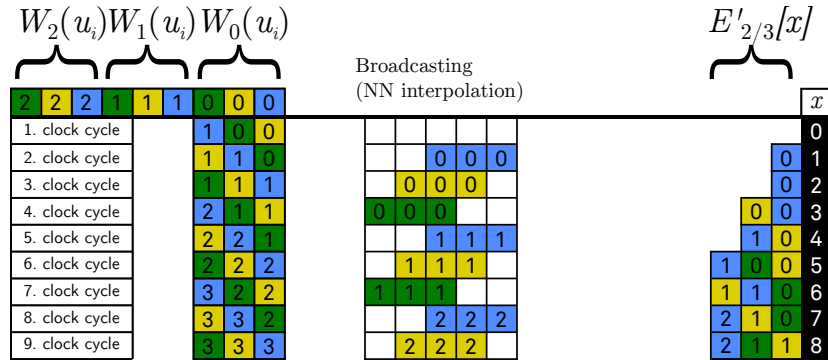 W₂(uᵢ) W₁(uᵢ) W₀(uᵢ) E'₂/₃[x]
Broadcasting
(NN interpolation)
2 2 2 1 1 1 0 0 0 x
1. clock cycle 1 0 0 0
2. clock cycle 1 1 0 0 0 0 0 1
3. clock cycle 1 1 1 0 0 0 0 2
4. clock cycle 2 1 1 0 0 0 0 0 3
5. clock cycle 2 2 1 1 1 1 1 0 4
6. clock cycle 2 2 2 1 1 1 1 0 0 5
7. clock cycle 3 2 2 1 1 1 1 1 0 6
8. clock cycle 3 3 2 2 2 2 2 1 0 7
9. clock cycle 3 3 3 2 2 2 2 1 1 8